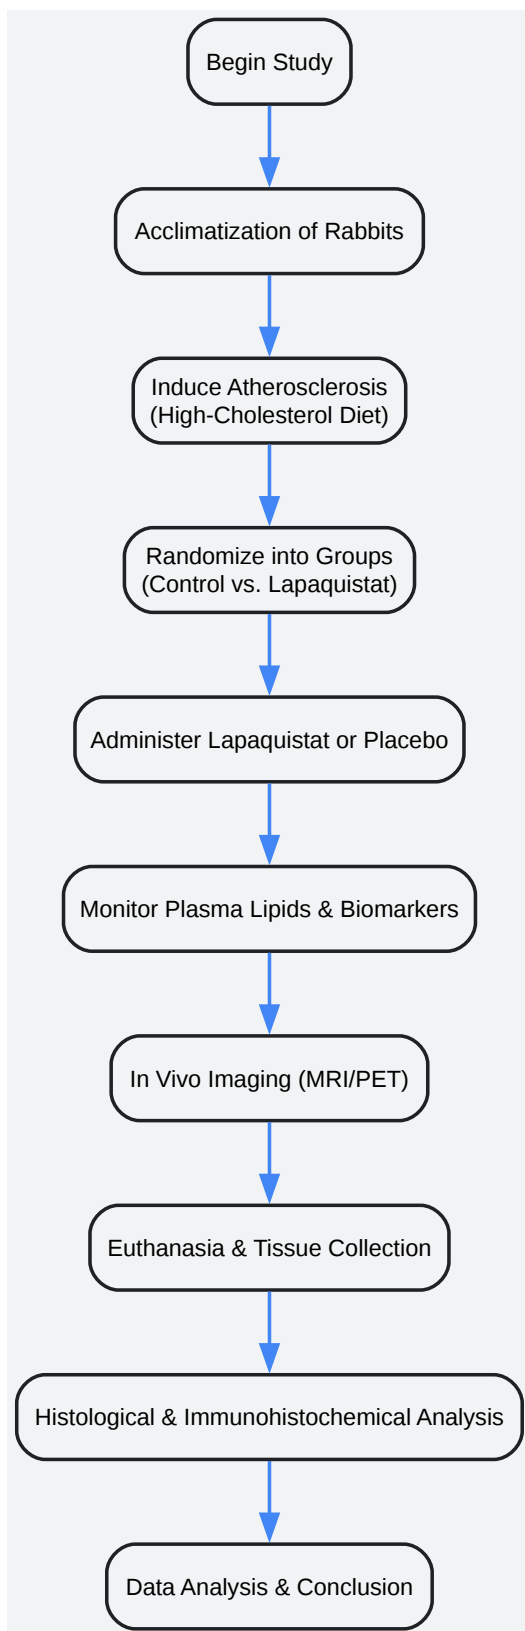 Begin Study
Acclimatization of Rabbits
Induce Atherosclerosis
(High-Cholesterol Diet)
Randomize into Groups
(Control vs. Lapaquistat)
Administer Lapaquistat or Placebo
Monitor Plasma Lipids & Biomarkers
In Vivo Imaging (MRI/PET)
Euthanasia & Tissue Collection
Histological & Immunohistochemical Analysis
Data Analysis & Conclusion